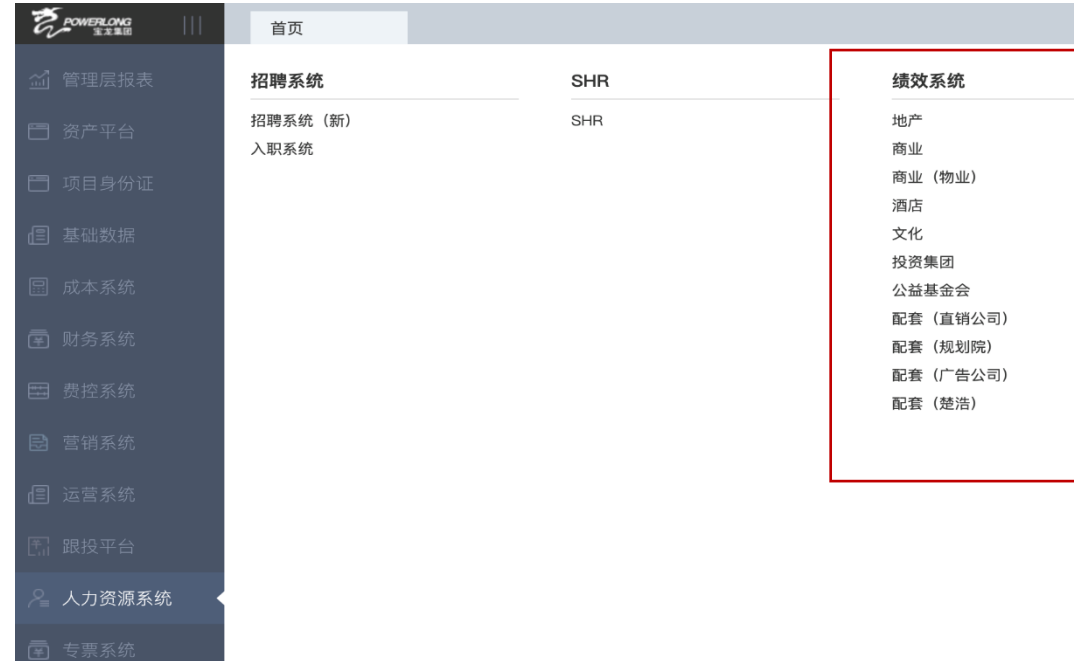 POWERLONG
宝龙集团
首页
管理层报表
资产平台
项目身份证
基础数据
成本系统
财务系统
费控系统
营销系统
运营系统
跟投平台
人力资源系统
专票系统
招聘系统
招聘系统（新）
入职系统
SHR
SHR
绩效系统
地产
商业
商业（物业）
酒店
文化
投资集团
公益基金会
配套（直销公司）
配套（规划院）
配套（广告公司）
配套（楚浩）